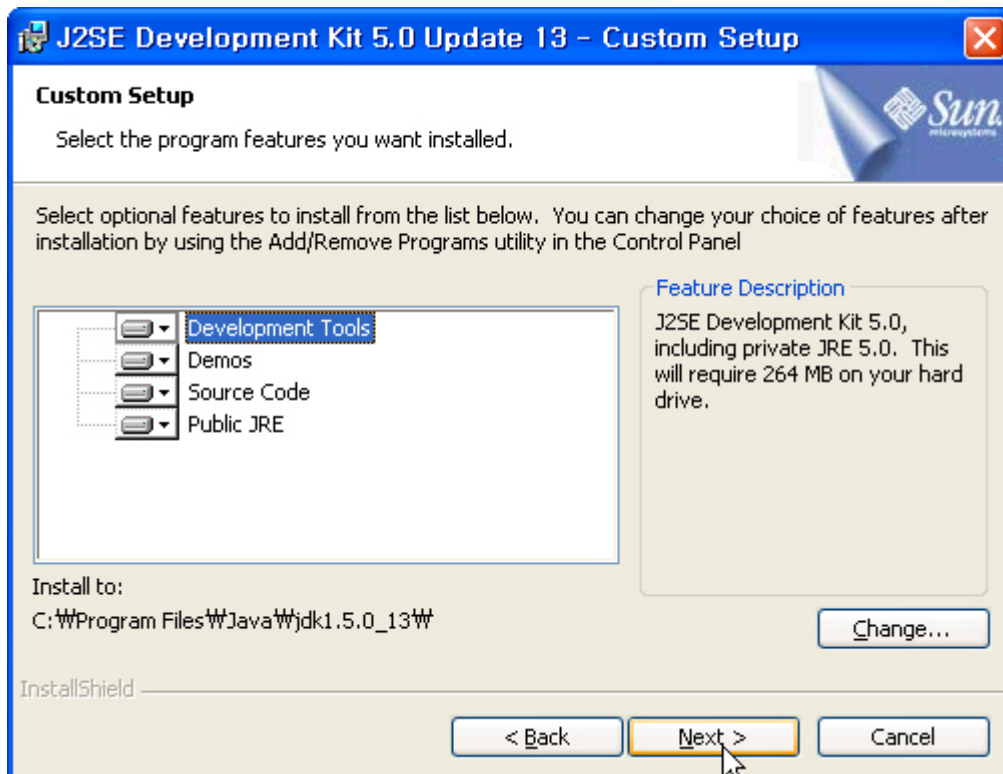 J2SE Development Kit 5.0 Update 13 - Custom Setup
Custom Setup
Select the program features you want installed.
Sun
microsystems
Select optional features to install from the list below. You can change your choice of features after
installation by using the Add/Remove Programs utility in the Control Panel
Development Tools
Demos
Source Code
Public JRE
Feature Description
J2SE Development Kit 5.0,
including private JRE 5.0. This
will require 264 MB on your hard
drive.
Install to:
C:₩Program Files₩Java₩jdk1.5.0_13₩
Change...
InstallShield
< Back
Next >
Cancel